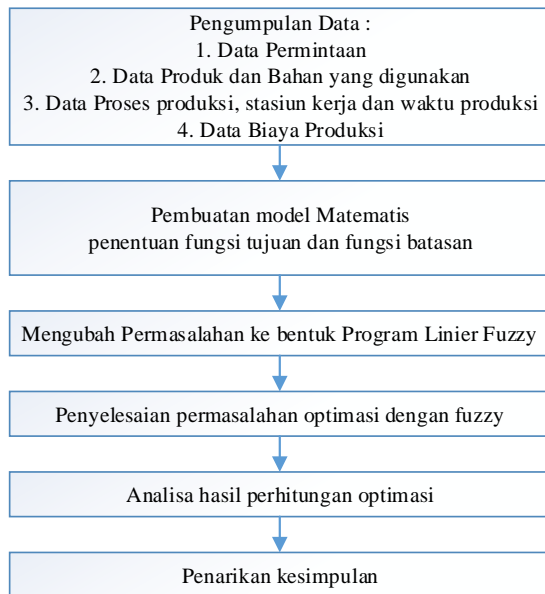 Pengumpulan Data :
1. Data Permintaan
2. Data Produk dan Bahan yang digunakan
3. Data Proses produksi, stasiun kerja dan waktu produksi
4. Data Biaya Produksi
Pembuatan model Matematis
penentuan fungsi tujuan dan fungsi batasan
Mengubah Permasalahan ke bentuk Program Linier Fuzzy
Penyelesaian permasalahan optimasi dengan fuzzy
Analisa hasil perhitungan optimasi
Penarikan kesimpulan